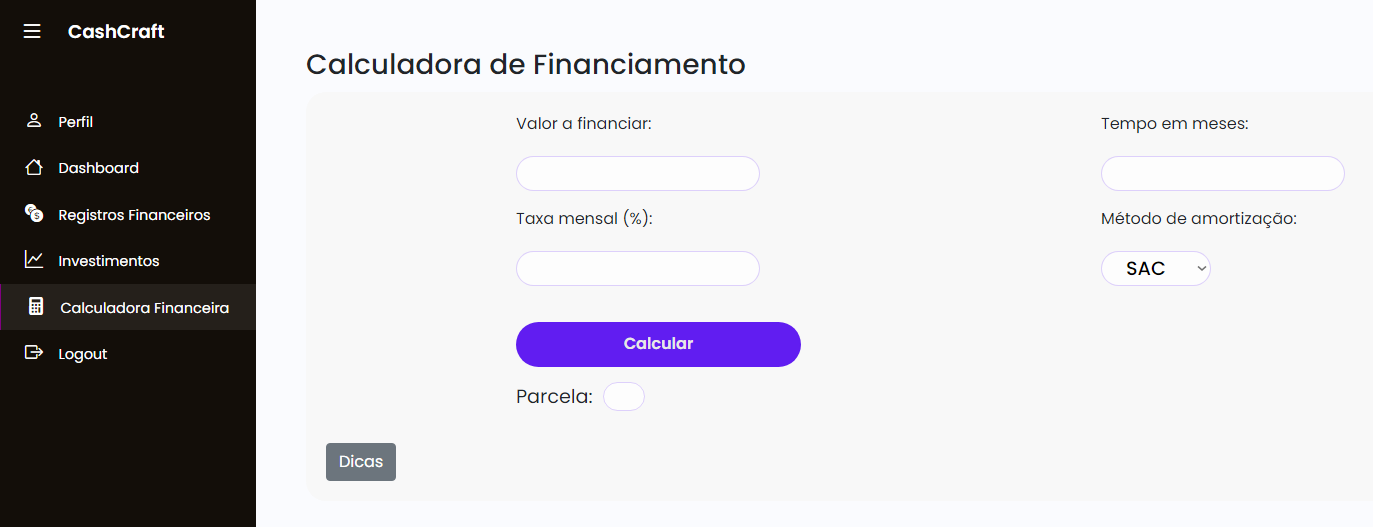 CashCraft
Perfil
Dashboard
Registros Financeiros
Investimentos
Calculadora Financeira
Logout
Calculadora de Financiamento
Valor a financiar:
Tempo em meses:
Taxa mensal (%):
Método de amortização:
SAC
Calcular
Parcela:
Dicas